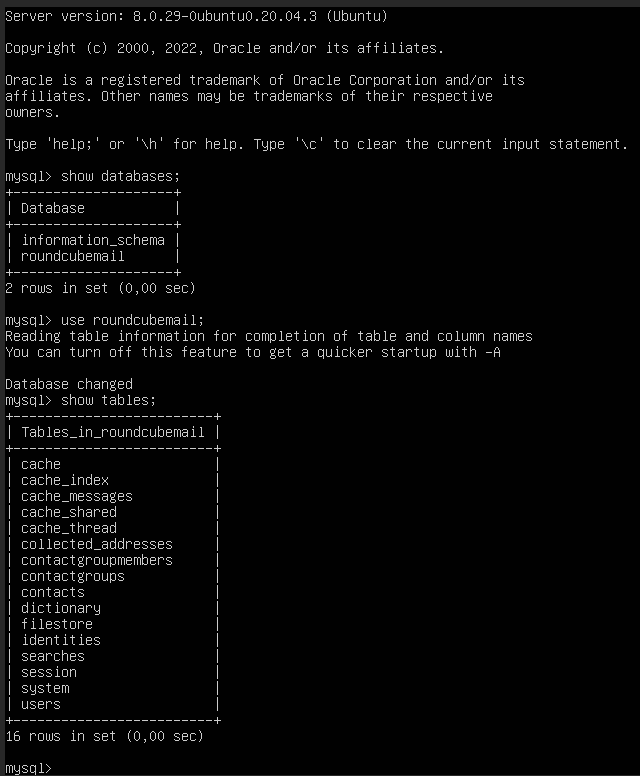 Server version: 8.0.29-0ubuntu0.20.04.3 (Ubuntu)
Copyright (c) 2000, 2022, Oracle and/or its affiliates.
Oracle is a registered trademark of Oracle Corporation and/or its
affiliates. Other names may be trademarks of their respective
owners.
Type 'help;' or '\h' for help. Type '\c' to clear the current input statement.
mysql> show databases;
+--------------------+
| Database           |
+--------------------+
| information_schema |
| roundcubemail      |
+--------------------+
2 rows in set (0,00 sec)
mysql> use roundcubemail;
Reading table information for completion of table and column names
You can turn off this feature to get a quicker startup with -A
Database changed
mysql> show tables;
+-------------------------+
| Tables_in_roundcubemail |
+-------------------------+
| cache                   |
| cache_index             |
| cache_messages          |
| cache_shared            |
| cache_thread            |
| collected_addresses     |
| contactgroupmembers     |
| contactgroups           |
| contacts                |
| dictionary              |
| filestore               |
| identities              |
| searches                |
| session                 |
| system                  |
| users                   |
+-------------------------+
16 rows in set (0,00 sec)
mysql>